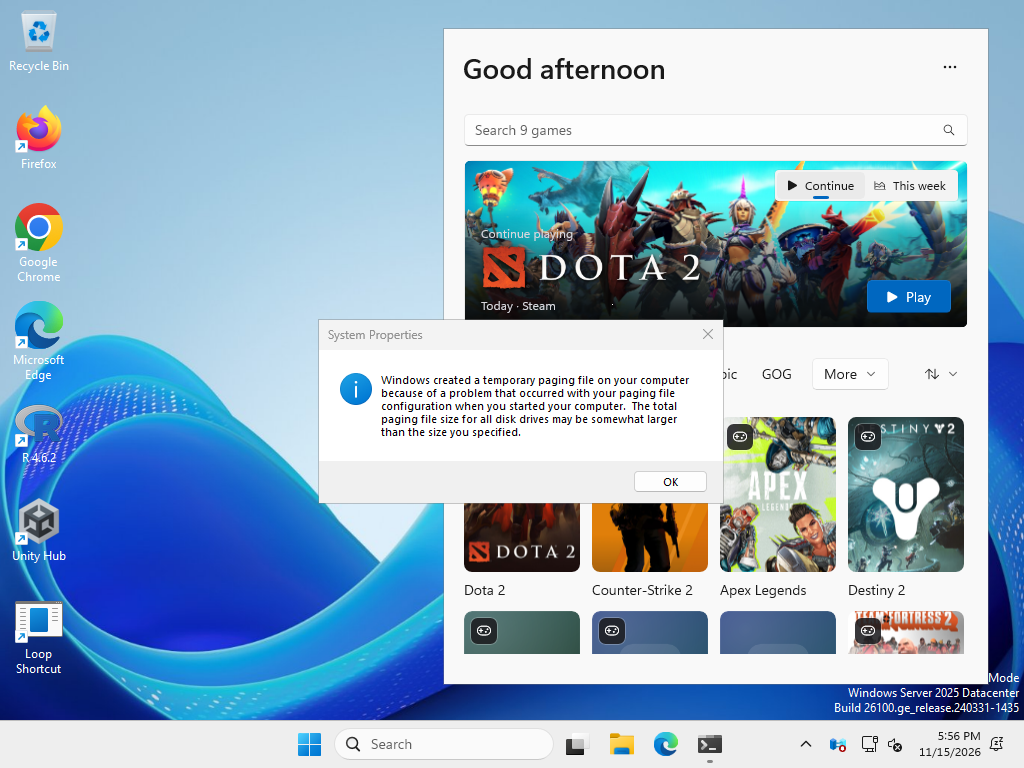 Recycle Bin
Firefox
Google
Chrome
Microsoft
Edge
R 4.6.2
Unity Hub
Loop
Shortcut
Good afternoon
Search 9 games
Continue
This week
Continue playing
DOTA 2
Today · Steam
Play
System Properties
Windows created a temporary paging file on your computer
because of a problem that occurred with your paging file
configuration when you started your computer. The total
paging file size for all disk drives may be somewhat larger
than the size you specified.
OK
GOG
More
DOTA 2
APEX
LEGENDS
DESTINY 2
Dota 2
Counter-Strike 2
Apex Legends
Destiny 2
TEAM FORTRESS 2
Mode
Windows Server 2025 Datacenter
Build 26100.ge_release.240331-1435
Search
5:56 PM
11/15/2026